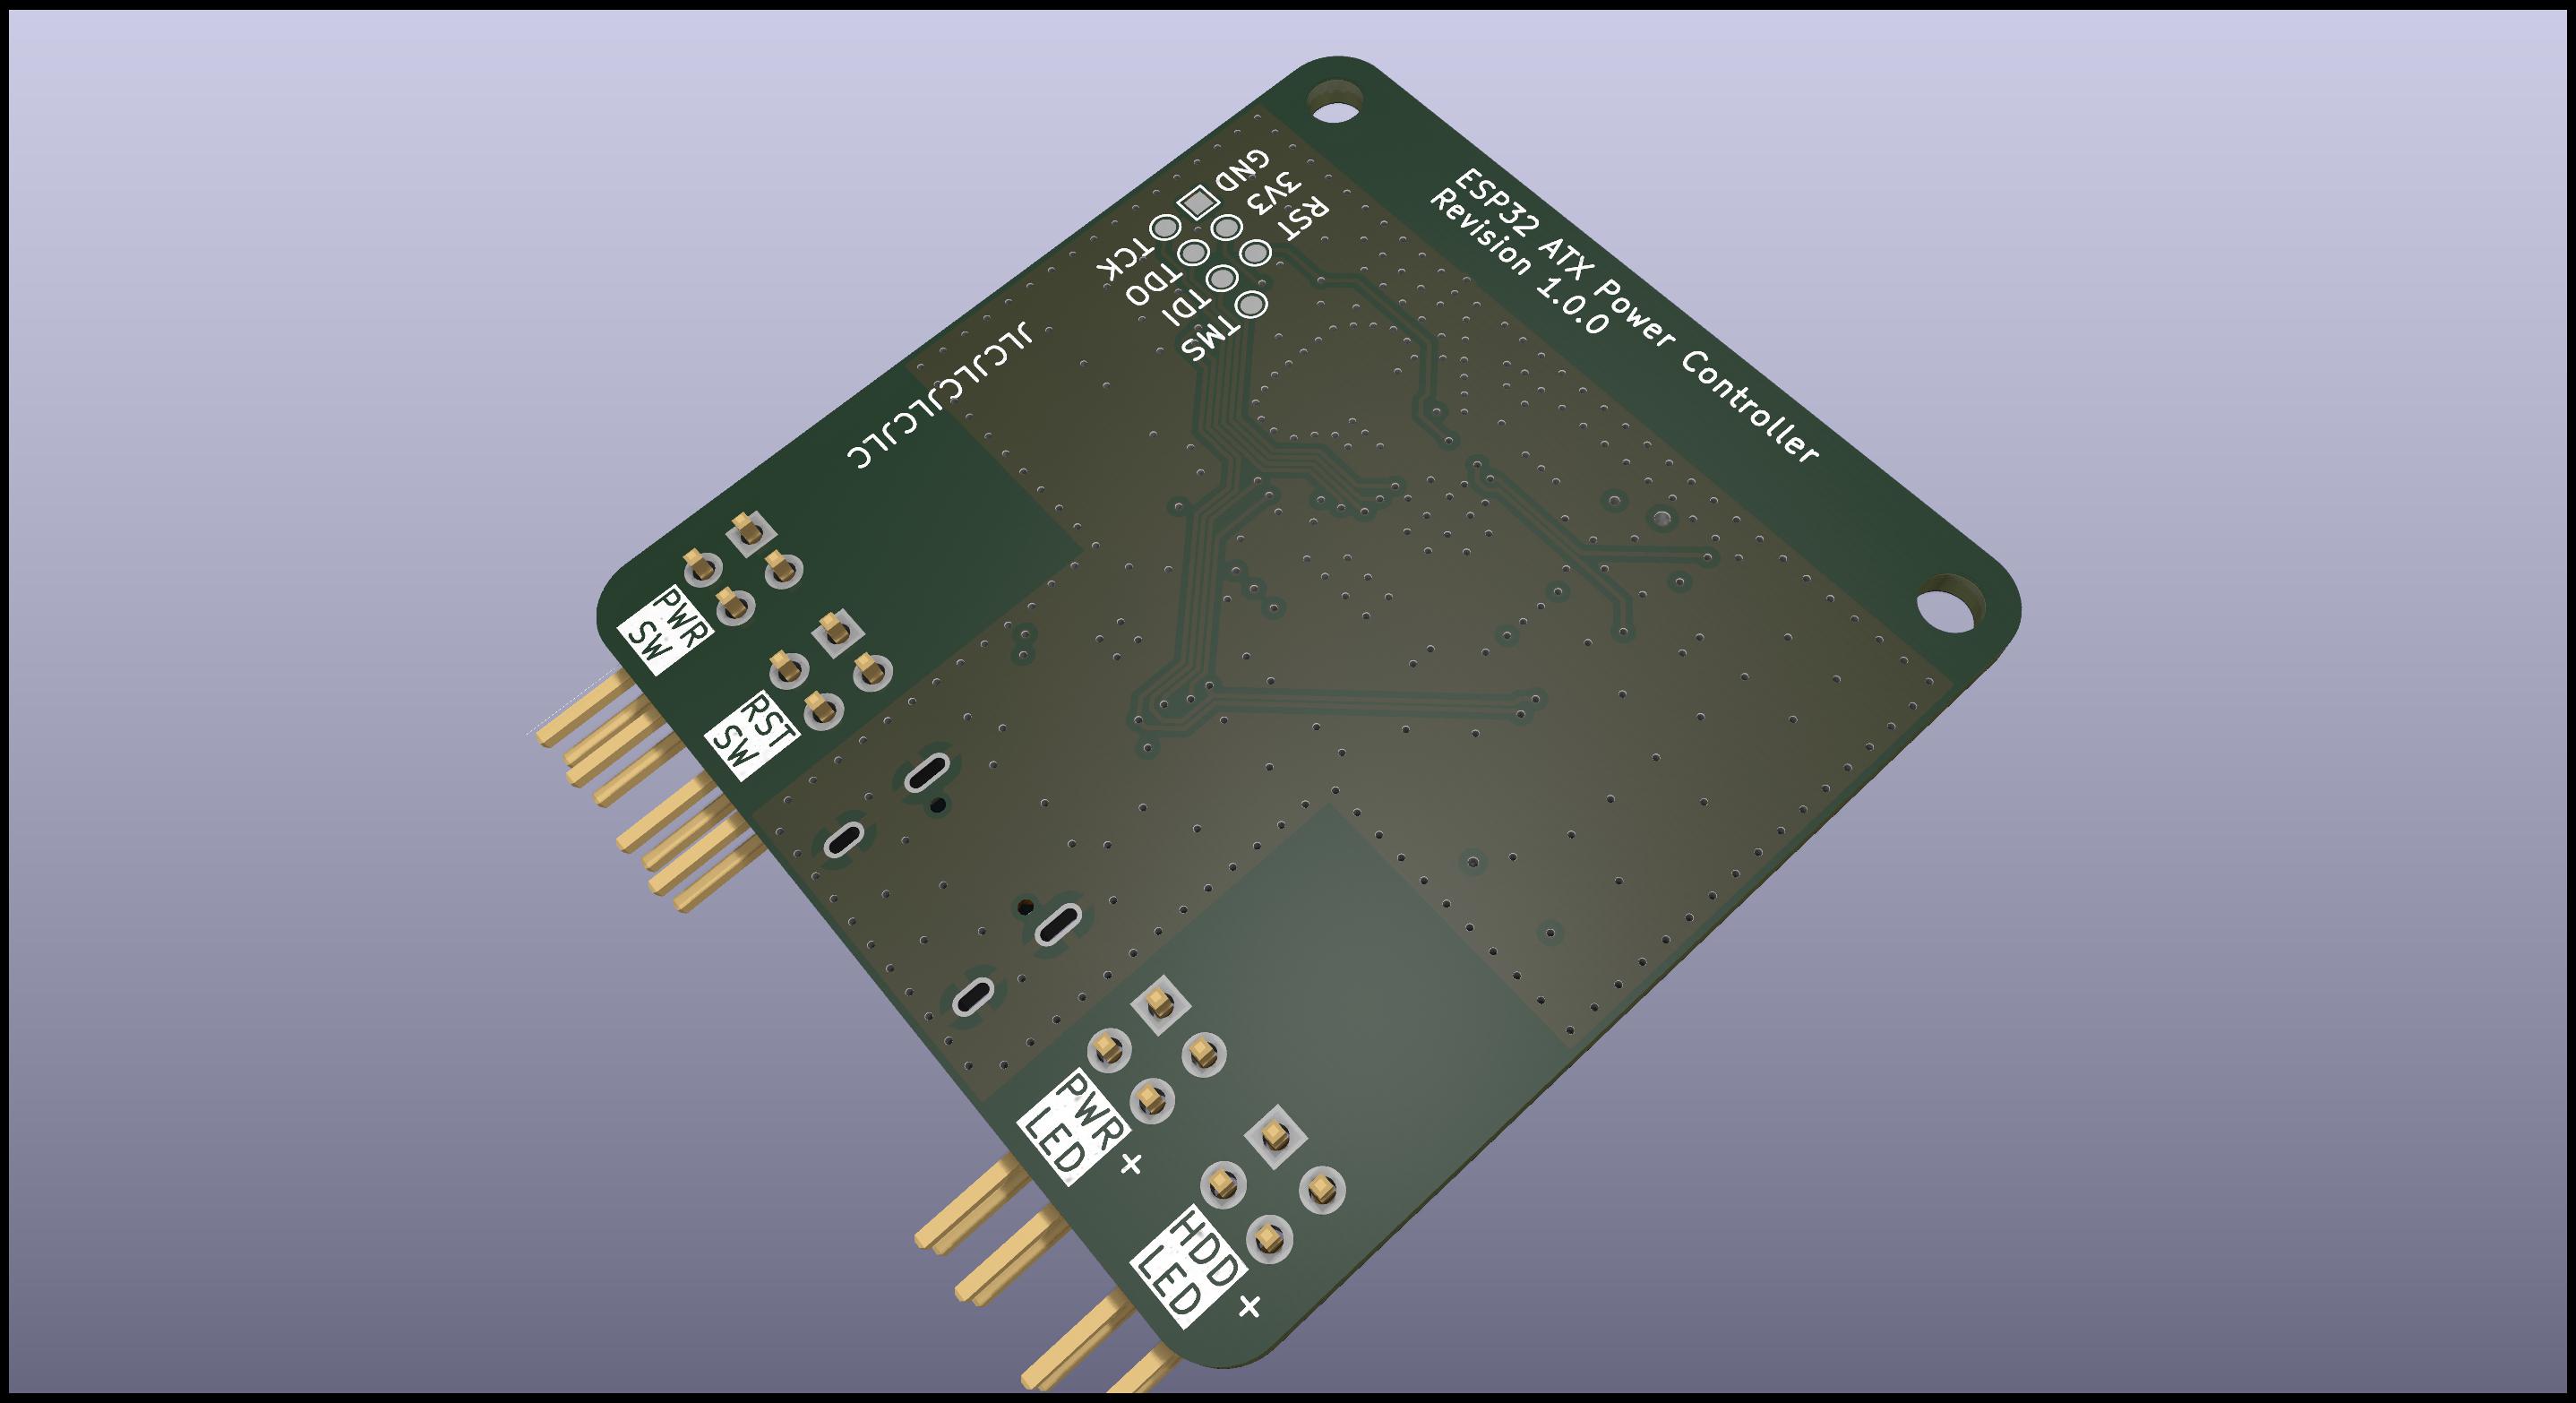 ESP32 ATX Power Controller
Revision 1.0.0
GND
3V3
RST
TCK
TDO
TDI
TMS
JLCJLCJLCJLC
PWR
SW
RST
SW
PWR
LED
+
HDD
LED
+